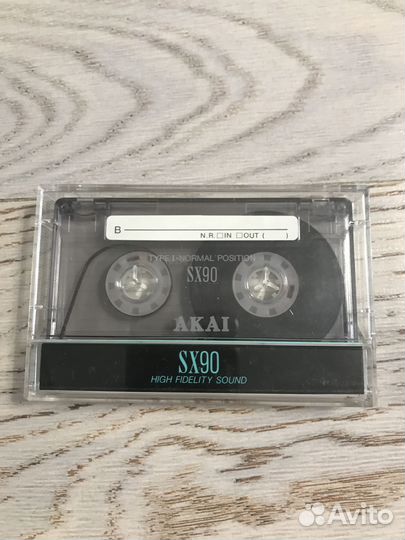 B
N.R. □IN □OUT ( )
TYPE I·NORMAL POSITION
SX90
AKAI
SX90
HIGH FIDELITY SOUND
Avito